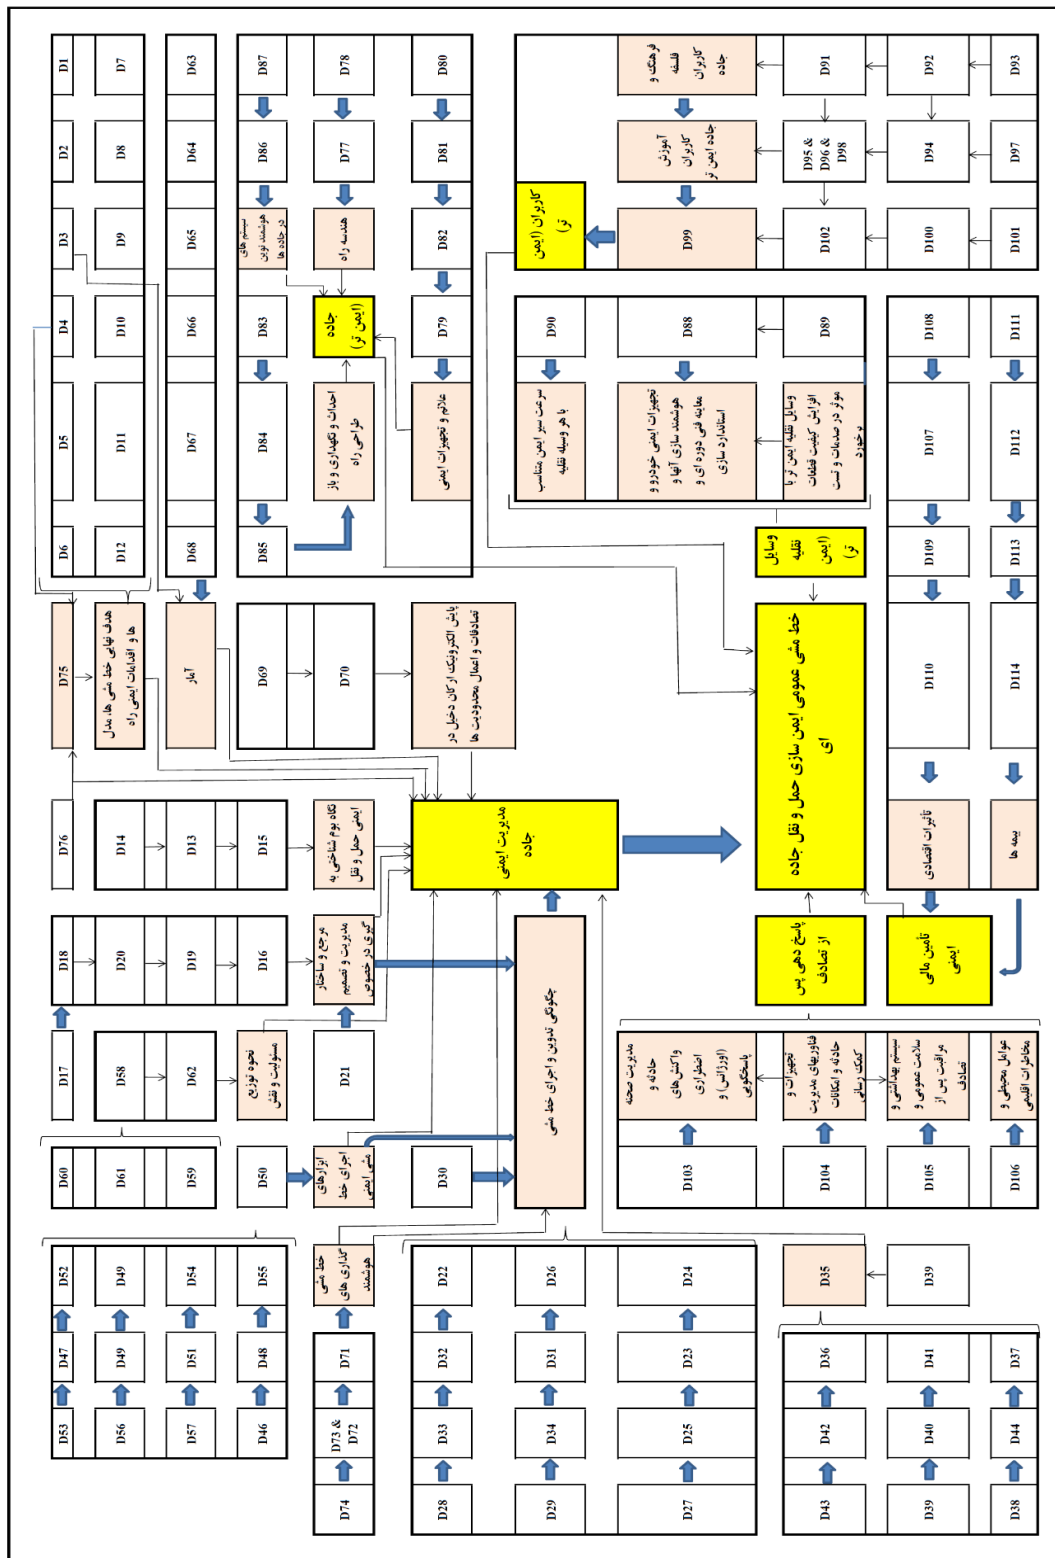 D1
D2
D3
D4
D5
D6
D75
D76
D18
D17
D60
D52
D47
D53
D7
D8
D9
D10
D11
D12
هدف نهایی خط مشی ها، مدل
ها و اقدامات ایمنی راه
D14
D20
D58
D61
D49
D49
D56
D63
D64
D65
D66
D67
D68
آمار
D13
D19
D62
D59
D54
D51
D57
D87
D86
سیستم های
هوشمند نوین
در جاده ها
D83
D84
D85
D69
D15
D16
نحوه توزیع
مسئولیت و نقش
D50
D55
D48
D46
D78
D77
هندسه راه
جاده
(ایمن تر)
احداث و نگهداری و باز
طراحی راه
D70
نگاه بوم شناختی به
ایمنی حمل و نقل
مرجع و ساختار
مدیریت و تصمیم
گیری در خصوص
D21
ابزارهای
اجرای خط
مشی ایمنی
خط مشی
گذاری های
هوشمند
D71
D73 &
D72
D74
D80
D81
D82
D79
علائم و تجهیزات ایمنی
پایش الکترونیک ارکان دخیل در
تصادفات و اعمال محدودیت ها
مدیریت ایمنی
جاده
D30
D22
D32
D33
D28
کاربران (ایمن
تر)
D90
سرعت سیر ایمن متناسب
با هر وسیله نقلیه
چگونگی تدوین و اجرای خط مشی
D26
D31
D34
D29
فرهنگ و
فلسفه
کاربران
جاده
آموزش
کاربران
جاده ایمن تر
D99
D88
تجهیزات ایمنی خودرو و
هوشمند سازی آنها و
معاینه فنی دوره ای و
استاندارد سازی
مدیریت صحنه
حادثه و
واکنش‌های
اضطراری
(اورژانس) و
پاسخگویی
D103
D24
D23
D25
D27
D91
D95 &
D96 &
D98
D102
D89
وسایل نقلیه ایمن تر با
افزایش کیفیت قطعات
موثر در صدمات و تست
برخورد
وسایل
نقلیه
(ایمن
تر)
خط مشی عمومی ایمن سازی حمل و نقل جاده
ای
پاسخ دهی پس
از تصادف
تجهیزات و
فناوریهای مدیریت
حادثه و امکانات
کمک رسانی
D104
D35
D36
D42
D43
D92
D94
D100
D108
D107
D109
D110
تأثیرات اقتصادی
تأمین مالی
ایمنی
سیستم بهداشتی و
سلامت عمومی و
مراقبت پس از
تصادف
D105
D39
D41
D40
D39
D93
D97
D101
D111
D112
D113
D114
بیمه ها
عوامل محیطی و
مخاطرات اقلیمی
D106
D37
D44
D38